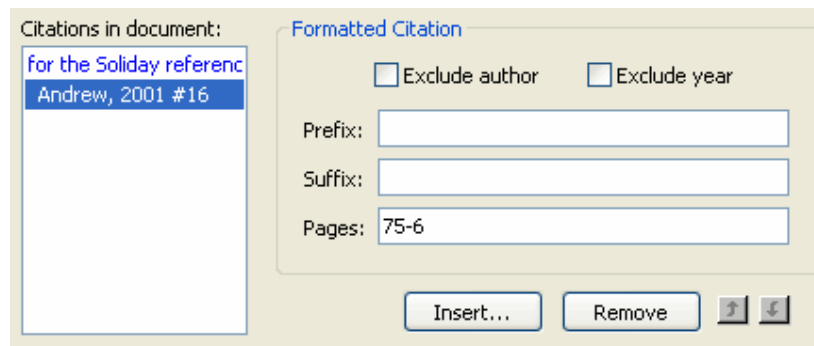 Citations in document:
for the Soliday referenc
Andrew, 2001 #16
Formatted Citation
Exclude author
Exclude year
Prefix:
Suffix:
Pages: 75-6
Insert...
Remove